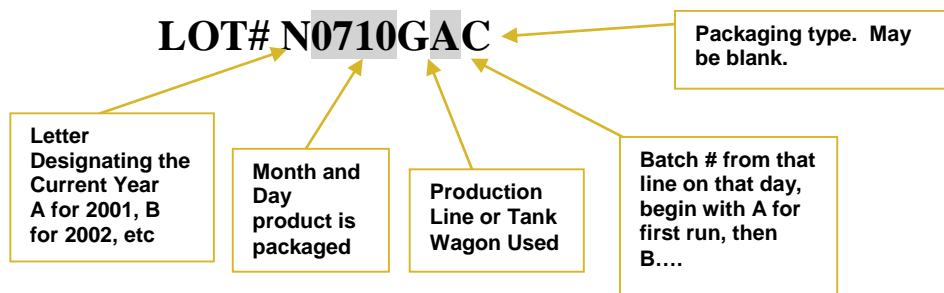 LOT# N0710GAC
Packaging type.  May
be blank.
Letter
Designating the
Current Year
A for 2001, B
for 2002, etc
Month and
Day
product is
packaged
Production
Line or Tank
Wagon Used
Batch # from that
line on that day,
begin with A for
first run, then
B….